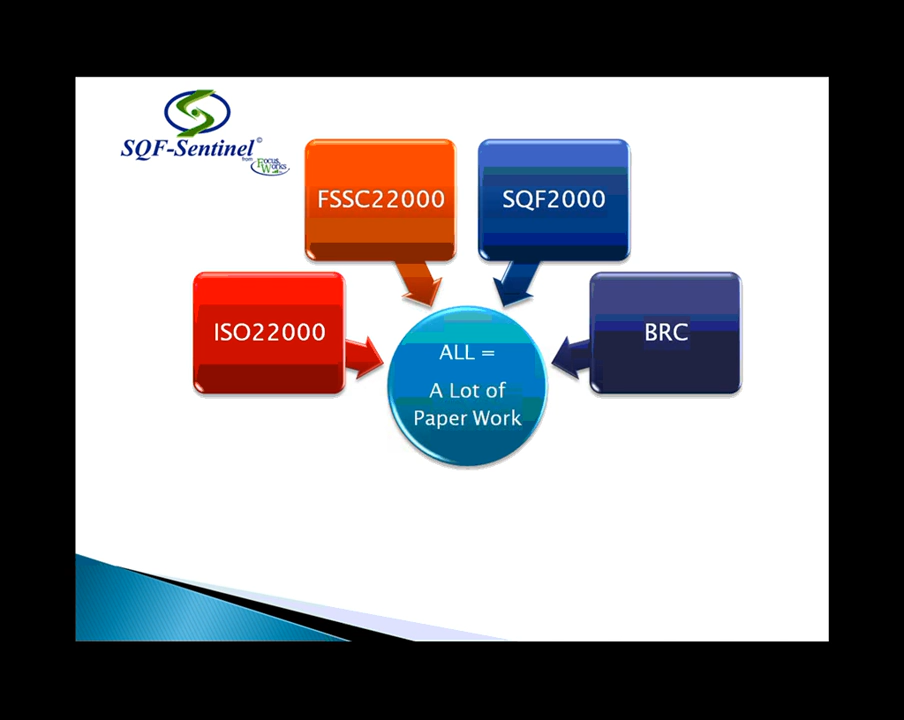 SQF-Sentinel©
from Focus Works
FSSC22000
SQF2000
ISO22000
BRC
ALL =
A Lot of
Paper Work